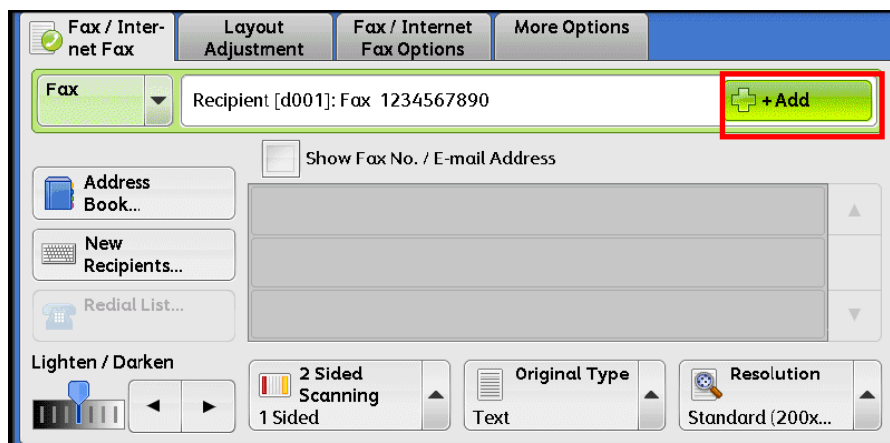 Fax / Inter-
net Fax
Layout
Adjustment
Fax / Internet
Fax Options
More Options
Fax
Recipient [d001]: Fax 1234567890
+Add
Show Fax No. / E-mail Address
Address
Book...
New
Recipients...
Redial List...
Lighten / Darken
2 Sided
Scanning
1 Sided
Original Type
Text
Resolution
Standard (200x...